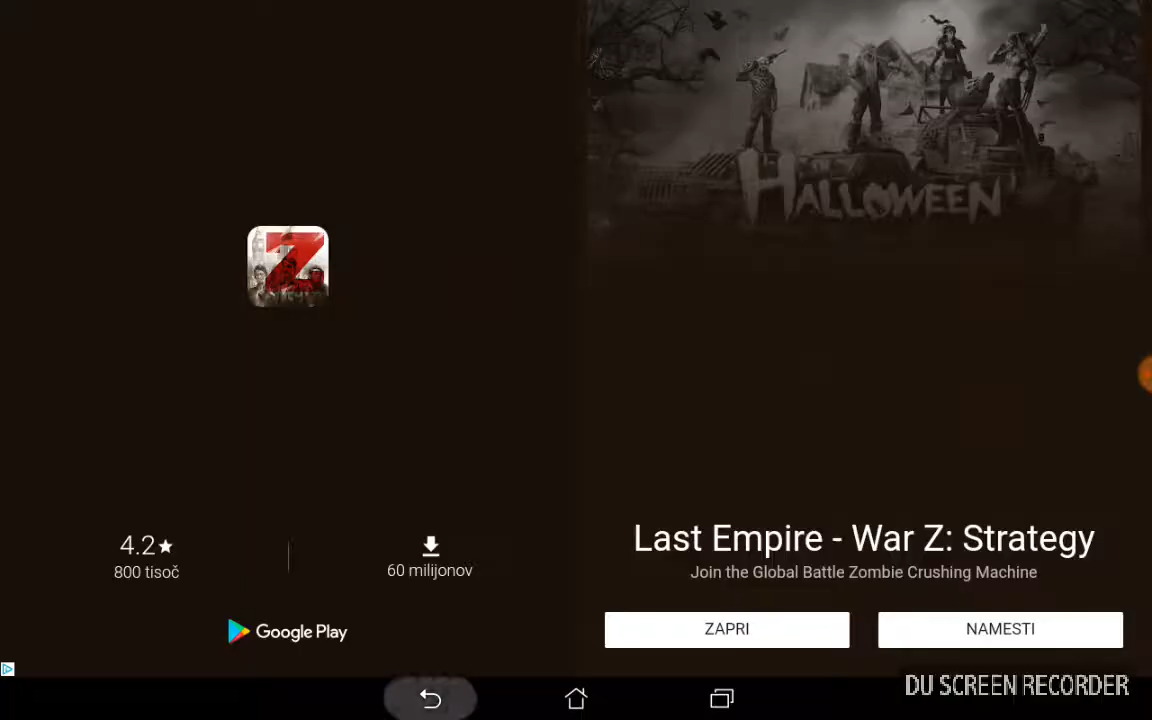 HALLOWEEN
Z
4.2★
800 tisoč
60 milijonov
Google Play
Last Empire - War Z: Strategy
Join the Global Battle Zombie Crushing Machine
ZAPRI
NAMESTI
DU SCREEN RECORDER